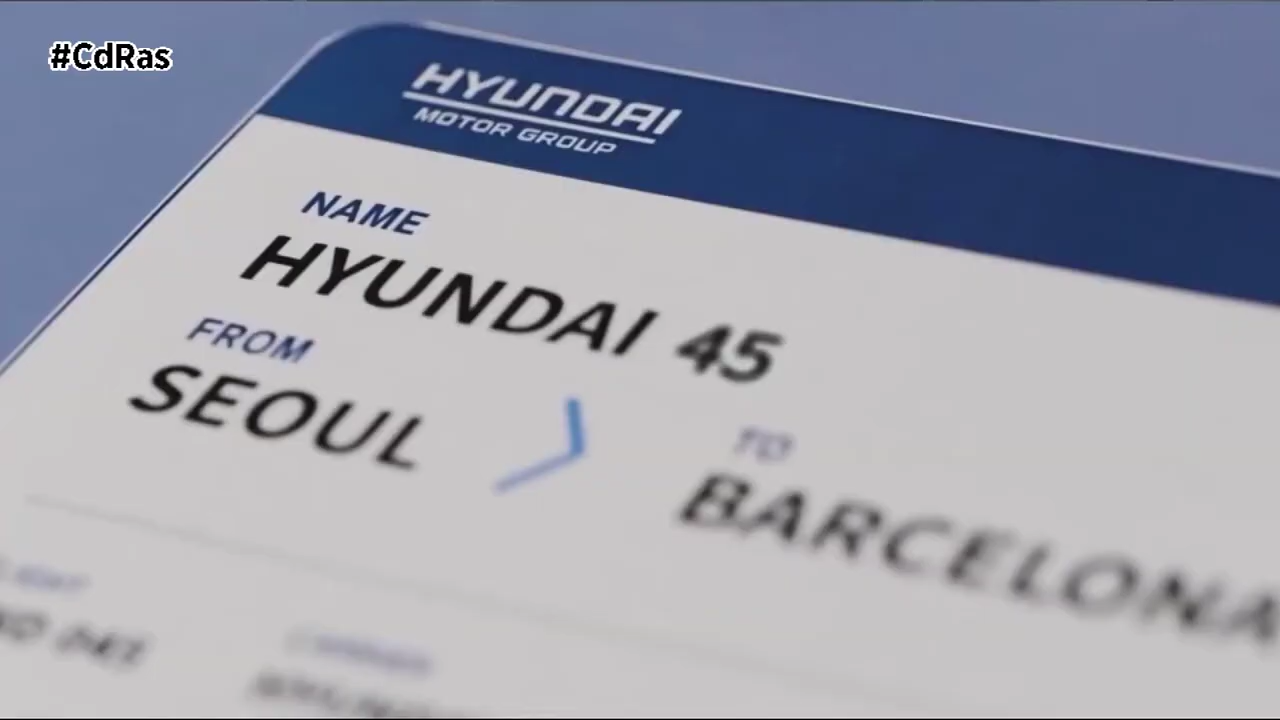 #CdRas
HYUNDAI
MOTOR GROUP
NAME
HYUNDAI 45
FROM
SEOUL
TO
BARCELONA